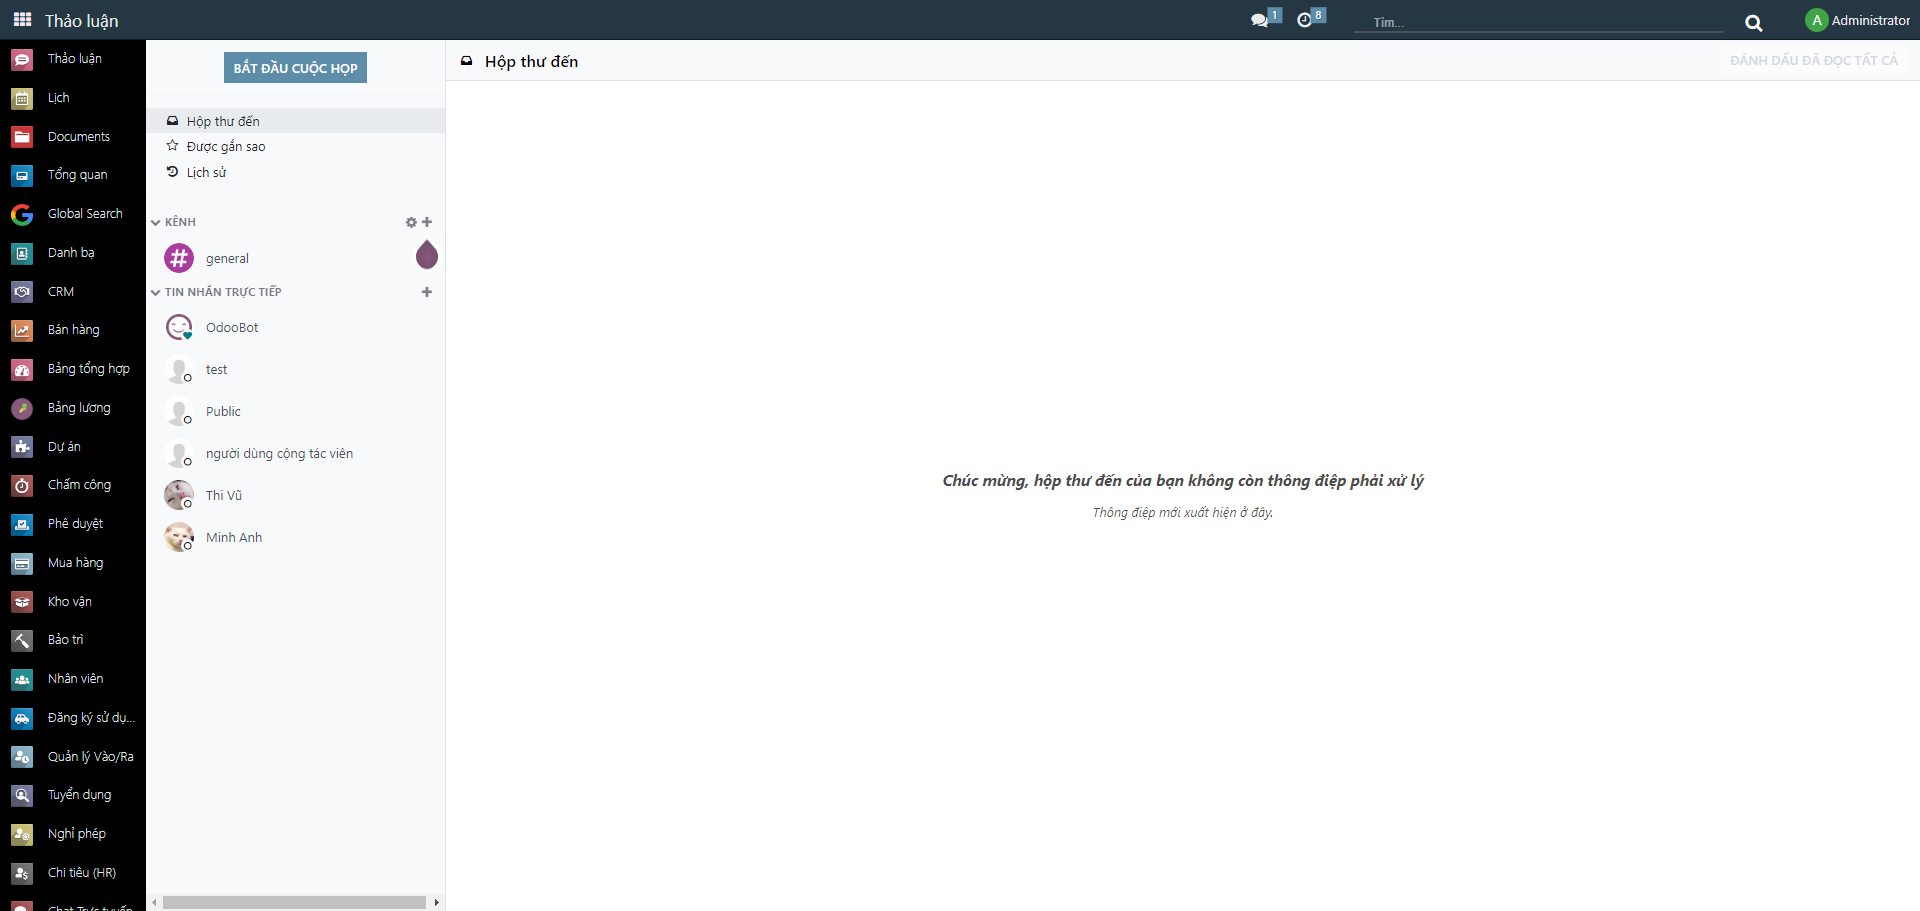 Thảo luận
1
8
Tìm...
A
Administrator
Thảo luận
Lịch
Documents
Tổng quan
Global Search
Danh bạ
CRM
Bán hàng
Bảng tổng hợp
Bảng lương
Dự án
Chấm công
Phê duyệt
Mua hàng
Kho vận
Bảo trì
Nhân viên
Đăng ký sử dụ...
Quản lý Vào/Ra
Tuyển dụng
Nghỉ phép
Chi tiêu (HR)
Chat Trực tuyến
BẮT ĐẦU CUỘC HỌP
Hộp thư đến
Được gắn sao
Lịch sử
KÊNH
general
TIN NHẮN TRỰC TIẾP
OdooBot
test
Public
người dùng cộng tác viên
Thi Vũ
Minh Anh
Hộp thư đến
ĐÁNH DẤU ĐÃ ĐỌC TẤT CẢ
Chúc mừng, hộp thư đến của bạn không còn thông điệp phải xử lý
Thông điệp mới xuất hiện ở đây.